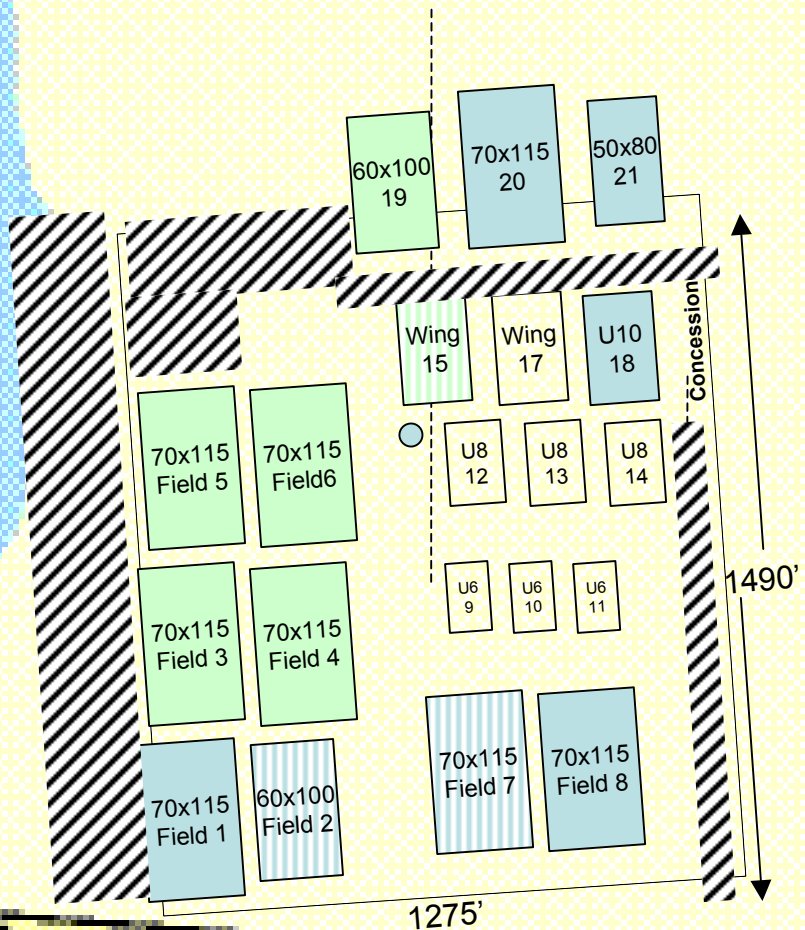 60x100
19
70x115
20
50x80
21
Wing
15
Wing
17
U10
18
Concession
70x115
Field 5
70x115
Field6
U8
12
U8
13
U8
14
1490’
U6
9
U6
10
U6
11
70x115
Field 3
70x115
Field 4
70x115
Field 1
60x100
Field 2
70x115
Field 7
70x115
Field 8
1275’